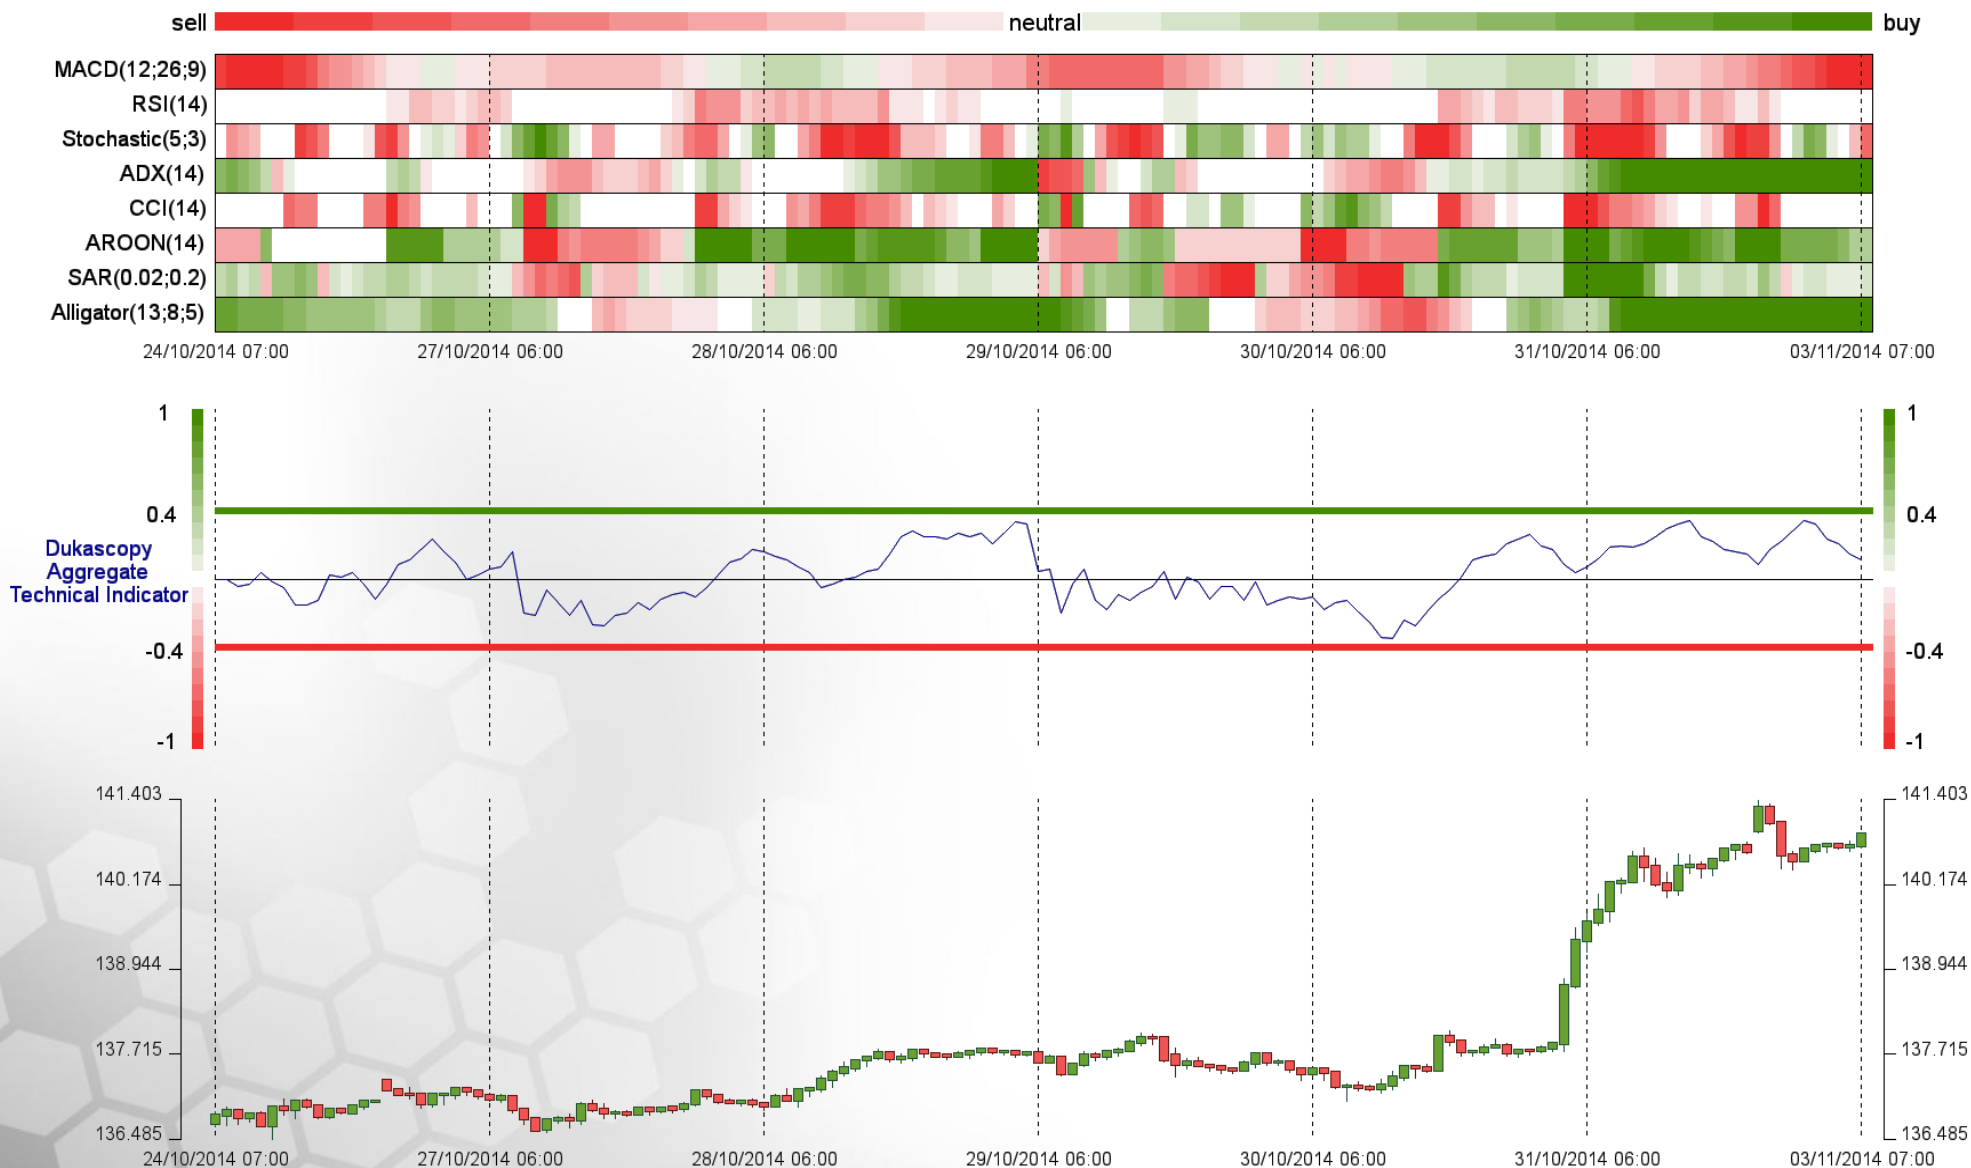 sell neutral buy
MACD(12;26;9)
RSI(14)
Stochastic(5;3)
ADX(14)
CCI(14)
AROON(14)
SAR(0.02;0.2)
Alligator(13;8;5)
24/10/2014 07:00 27/10/2014 06:00 28/10/2014 06:00 29/10/2014 06:00 30/10/2014 06:00 31/10/2014 06:00 03/11/2014 07:00
1 1
0.4 0.4
Dukascopy
Aggregate
Technical Indicator
-0.4 -0.4
-1 -1
141.403 141.403
140.174 140.174
138.944 138.944
137.715 137.715
136.485 136.485
24/10/2014 07:00 27/10/2014 06:00 28/10/2014 06:00 29/10/2014 06:00 30/10/2014 06:00 31/10/2014 06:00 03/11/2014 07:00